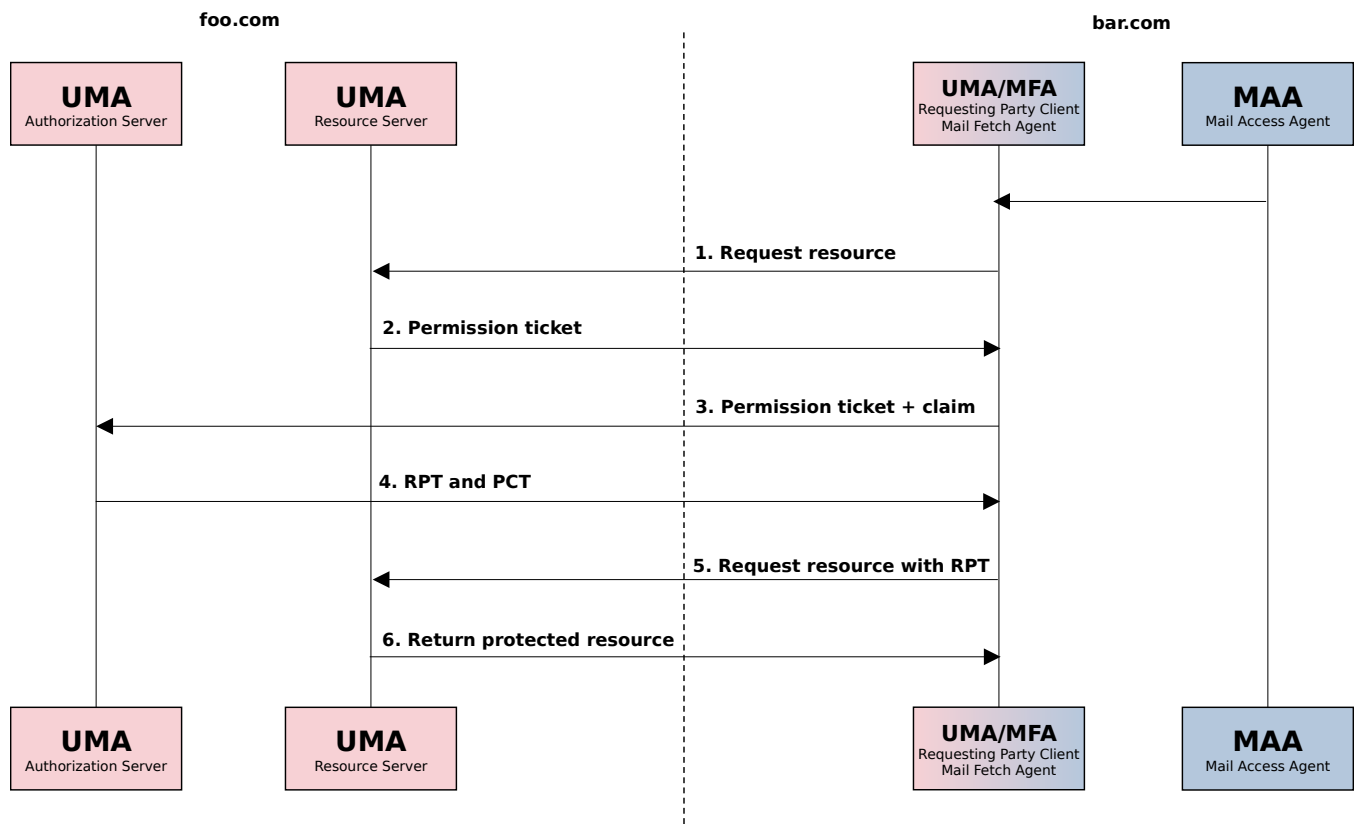 foo.com
bar.com
UMA
Authorization Server
UMA
Resource Server
UMA/MFA
Requesting Party Client
Mail Fetch Agent
MAA
Mail Access Agent
1. Request resource
2. Permission ticket
3. Permission ticket + claim
4. RPT and PCT
5. Request resource with RPT
6. Return protected resource
UMA
Authorization Server
UMA
Resource Server
UMA/MFA
Requesting Party Client
Mail Fetch Agent
MAA
Mail Access Agent